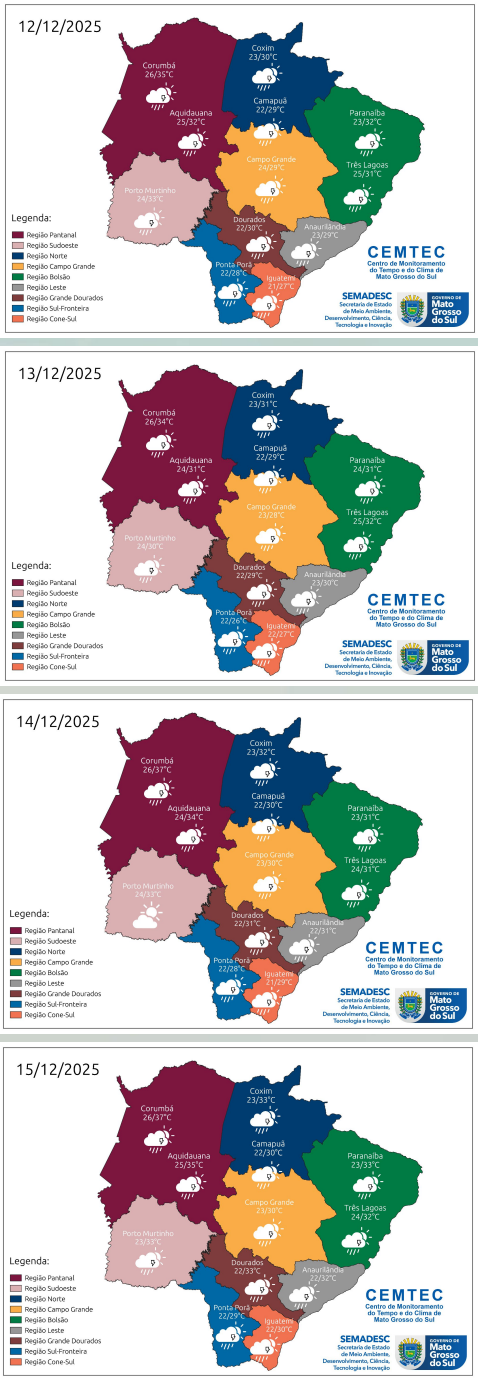 12/12/2025
Corumbá
26/35°C
Aquidauana
25/32°C
Coxim
23/30°C
Camapuã
22/29°C
Paranaíba
23/32°C
Três Lagoas
25/31°C
Campo Grande
24/29°C
Porto Murtinho
24/33°C
Dourados
22/30°C
Anaurilândia
23/29°C
Ponta Porã
22/28°C
Iguatemi
21/27°C
Legenda:
Região Pantanal
Região Sudoeste
Região Norte
Região Campo Grande
Região Bolsão
Região Leste
Região Grande Dourados
Região Sul-Fronteira
Região Cone-Sul
CEMTEC
Centro de Monitoramento
do Tempo e do Clima de
Mato Grosso do Sul
SEMADESC
Secretaria de Estado
de Meio Ambiente,
Desenvolvimento, Ciência,
Tecnologia e Inovação
GOVERNO DE
Mato
Grosso
do Sul
13/12/2025
Corumbá
26/34°C
Aquidauana
24/31°C
Coxim
23/31°C
Camapuã
22/29°C
Paranaíba
24/31°C
Três Lagoas
25/32°C
Campo Grande
23/28°C
Porto Murtinho
24/30°C
Dourados
22/29°C
Anaurilândia
23/30°C
Ponta Porã
22/26°C
Iguatemi
22/27°C
Legenda:
Região Pantanal
Região Sudoeste
Região Norte
Região Campo Grande
Região Bolsão
Região Leste
Região Grande Dourados
Região Sul-Fronteira
Região Cone-Sul
CEMTEC
Centro de Monitoramento
do Tempo e do Clima de
Mato Grosso do Sul
SEMADESC
Secretaria de Estado
de Meio Ambiente,
Desenvolvimento, Ciência,
Tecnologia e Inovação
GOVERNO DE
Mato
Grosso
do Sul
14/12/2025
Corumbá
26/37°C
Aquidauana
24/34°C
Coxim
23/32°C
Camapuã
22/30°C
Paranaíba
23/31°C
Três Lagoas
24/31°C
Campo Grande
23/30°C
Porto Murtinho
24/33°C
Dourados
22/31°C
Anaurilândia
22/31°C
Ponta Porã
22/28°C
Iguatemi
21/29°C
Legenda:
Região Pantanal
Região Sudoeste
Região Norte
Região Campo Grande
Região Bolsão
Região Leste
Região Grande Dourados
Região Sul-Fronteira
Região Cone-Sul
CEMTEC
Centro de Monitoramento
do Tempo e do Clima de
Mato Grosso do Sul
SEMADESC
Secretaria de Estado
de Meio Ambiente,
Desenvolvimento, Ciência,
Tecnologia e Inovação
GOVERNO DE
Mato
Grosso
do Sul
15/12/2025
Corumbá
26/37°C
Aquidauana
25/35°C
Coxim
23/33°C
Camapuã
22/30°C
Paranaíba
23/33°C
Três Lagoas
24/32°C
Campo Grande
23/30°C
Porto Murtinho
23/33°C
Dourados
22/33°C
Anaurilândia
22/32°C
Ponta Porã
22/29°C
Iguatemi
22/30°C
Legenda:
Região Pantanal
Região Sudoeste
Região Norte
Região Campo Grande
Região Bolsão
Região Leste
Região Grande Dourados
Região Sul-Fronteira
Região Cone-Sul
CEMTEC
Centro de Monitoramento
do Tempo e do Clima de
Mato Grosso do Sul
SEMADESC
Secretaria de Estado
de Meio Ambiente,
Desenvolvimento, Ciência,
Tecnologia e Inovação
GOVERNO DE
Mato
Grosso
do Sul